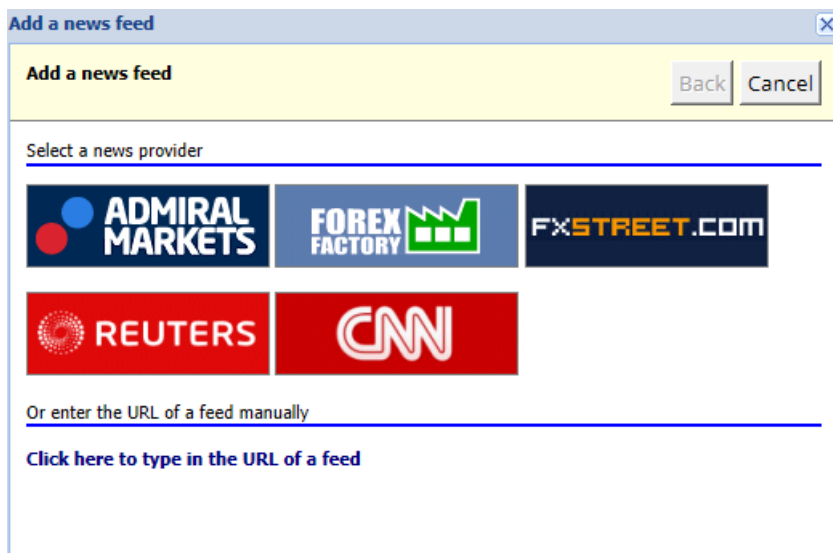 Add a news feed
Add a news feed
Back Cancel
Select a news provider
ADMIRAL
MARKETS
FOREX
FACTORY
FXSTREET.COM
REUTERS
CNN
Or enter the URL of a feed manually
Click here to type in the URL of a feed